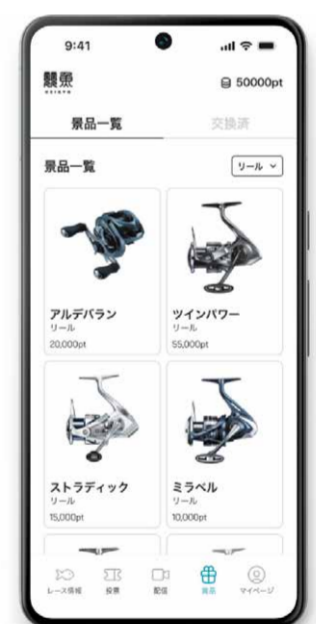 9:41
競魚
KEIGYO
50000pt
景品一覧
交換済
景品一覧
リール
アルデバラン
リール
20,000pt
ツインパワー
リール
55,000pt
ストラディック
リール
15,000pt
ミラベル
リール
10,000pt
レース情報
投票
配信
景品
マイページ